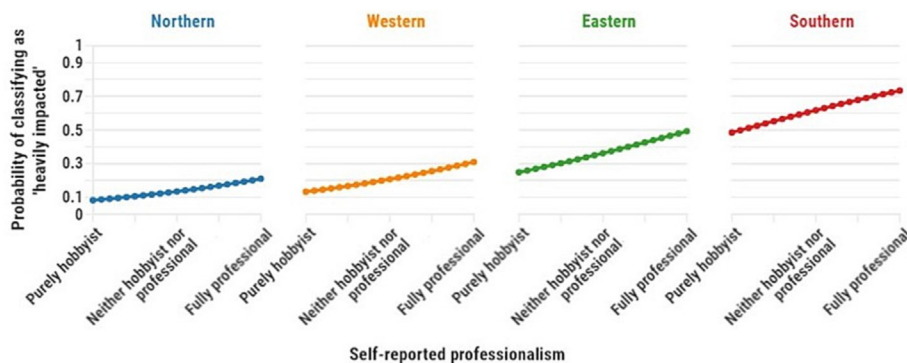 Northern
Western
Eastern
Southern
Probability of classifying as
'heavily impacted'
1
0.9
0.7
0.5
0.3
0.1
0
Purely hobbyist
Neither hobbyist nor
professional
Fully professional
Purely hobbyist
Neither hobbyist nor
professional
Fully professional
Purely hobbyist
Neither hobbyist nor
professional
Fully professional
Purely hobbyist
Neither hobbyist nor
professional
Fully professional
Self-reported professionalism